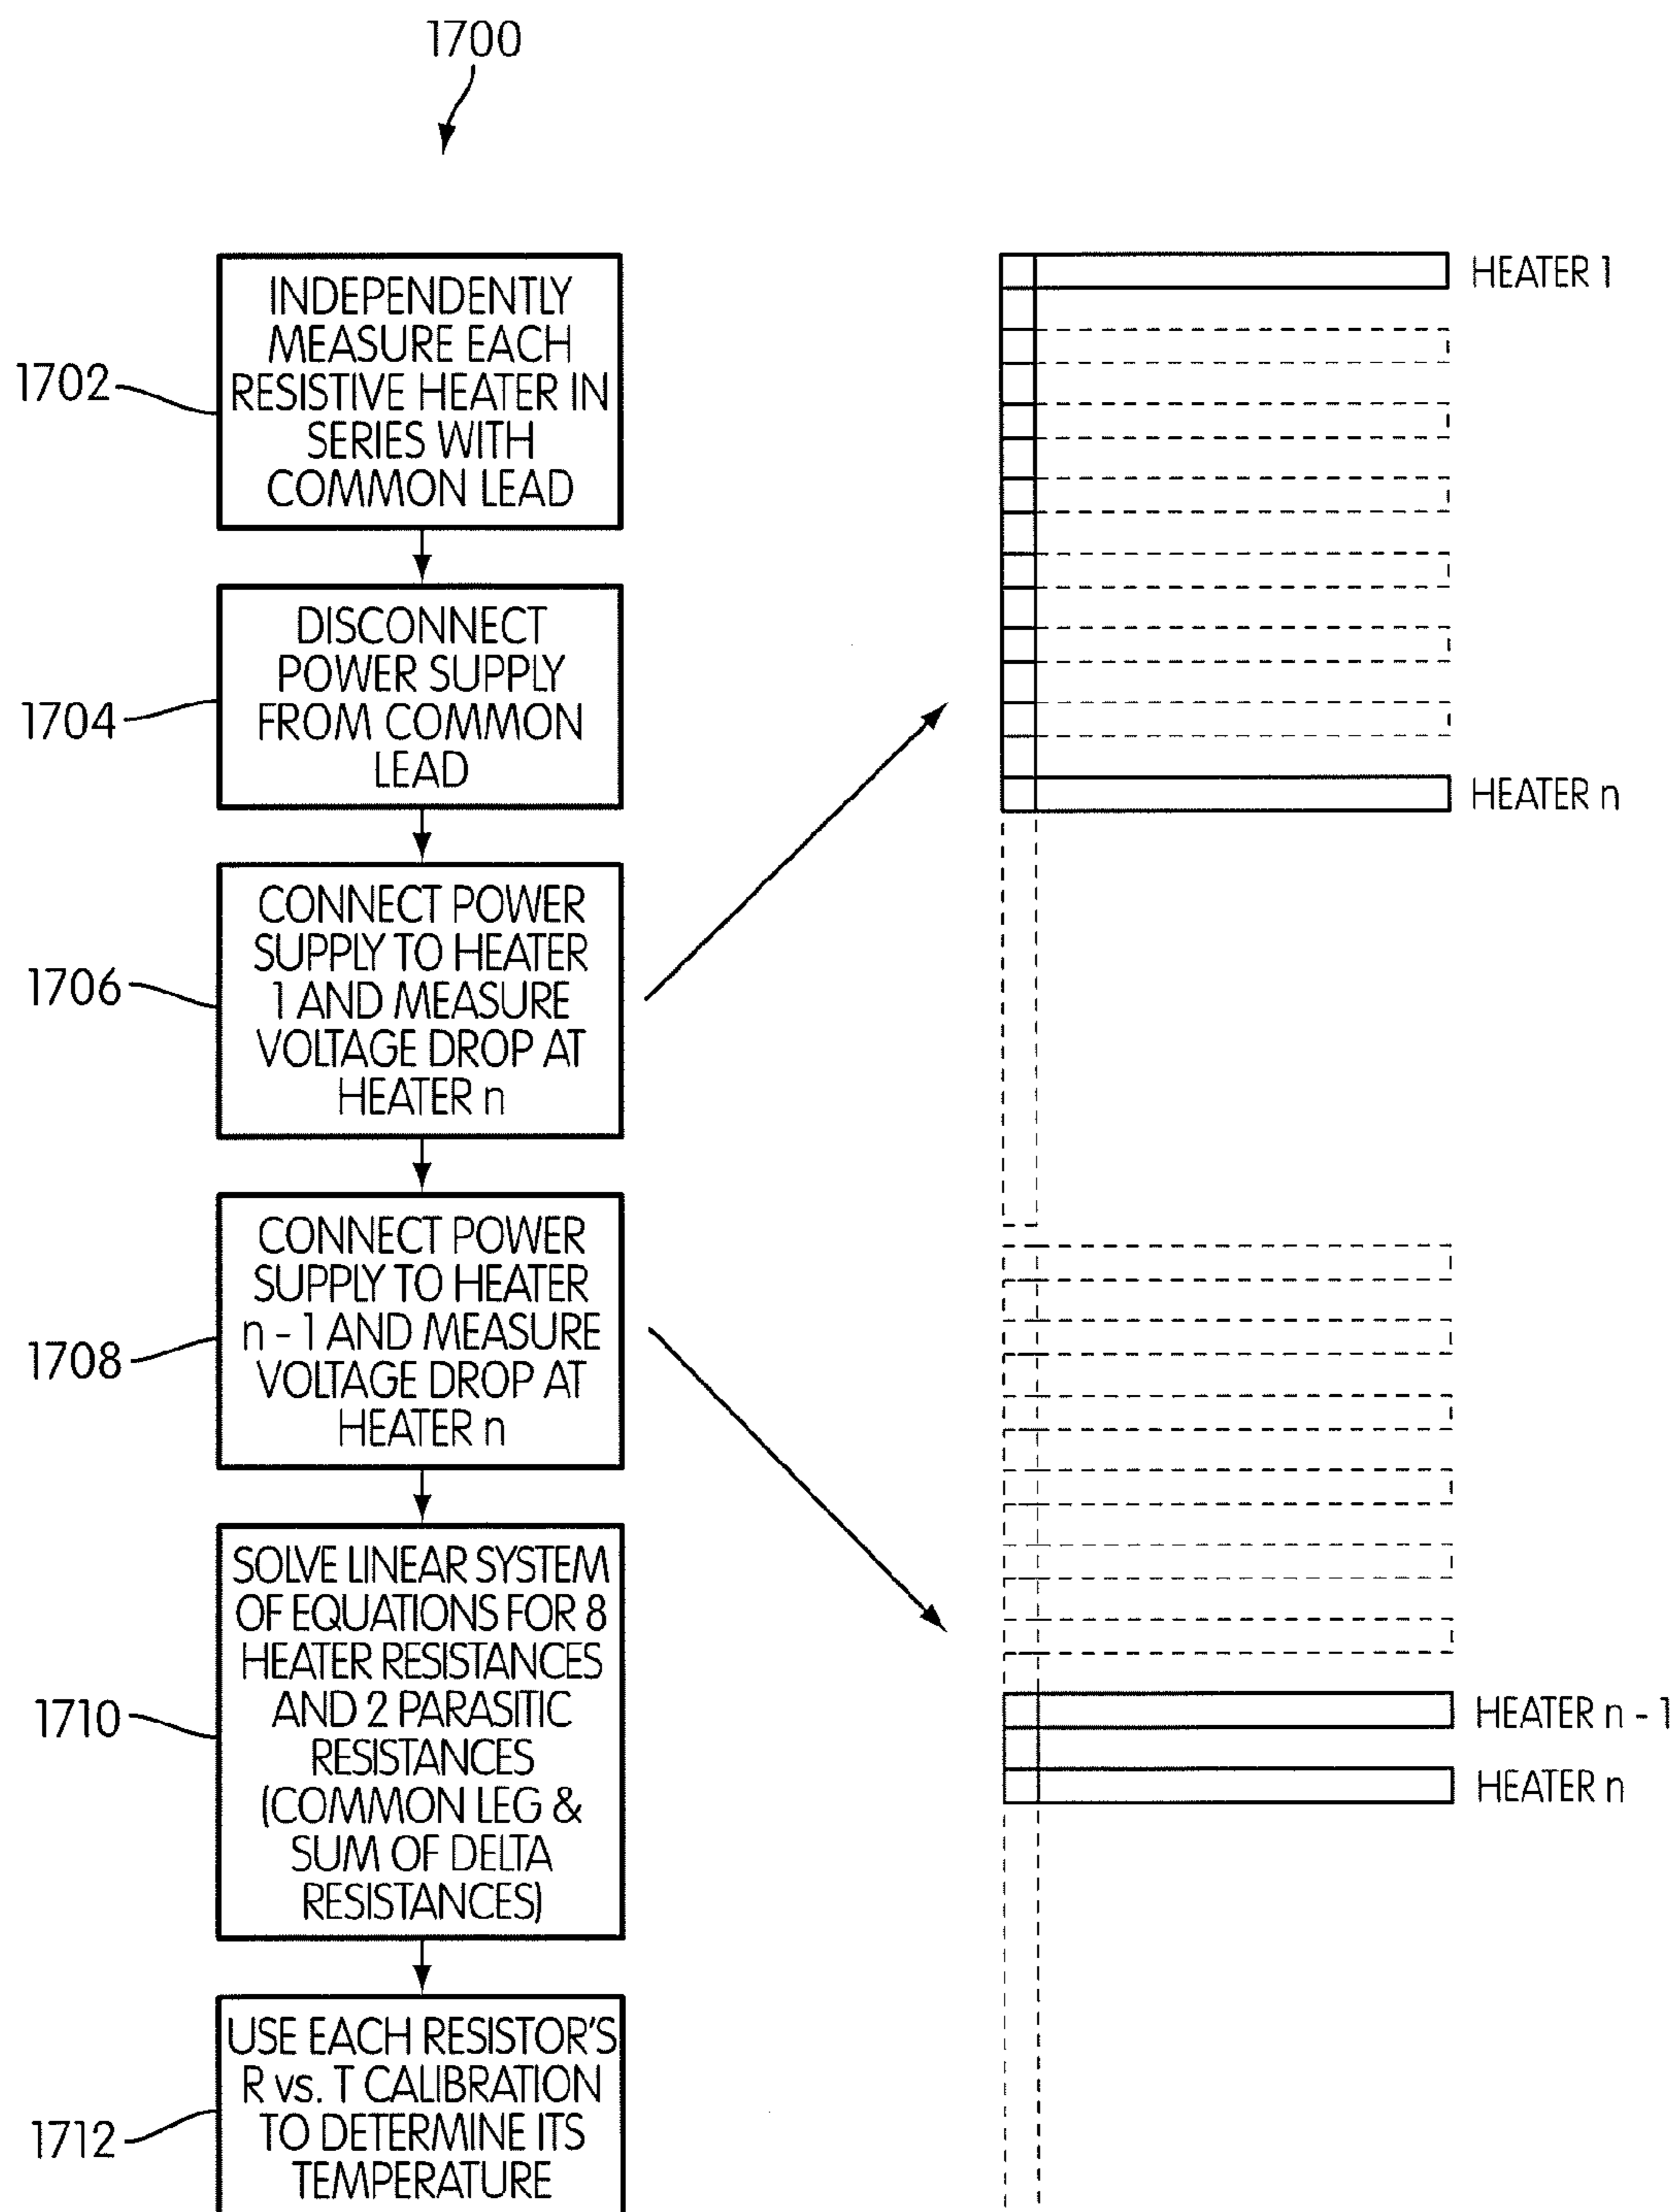 1700
1702
INDEPENDENTLY
MEASURE EACH
RESISTIVE HEATER IN
SERIES WITH
COMMON LEAD
1704
DISCONNECT
POWER SUPPLY
FROM COMMON
LEAD
1706
CONNECT POWER
SUPPLY TO HEATER
1 AND MEASURE
VOLTAGE DROP AT
HEATER n
1708
CONNECT POWER
SUPPLY TO HEATER
n - 1 AND MEASURE
VOLTAGE DROP AT
HEATER n
1710
SOLVE LINEAR SYSTEM
OF EQUATIONS FOR 8
HEATER RESISTANCES
AND 2 PARASITIC
RESISTANCES
(COMMON LEG &
SUM OF DELTA
RESISTANCES)
1712
USE EACH RESISTOR'S
R vs. T CALIBRATION
TO DETERMINE ITS
TEMPERATURE
HEATER 1
HEATER n
HEATER n - 1
HEATER n